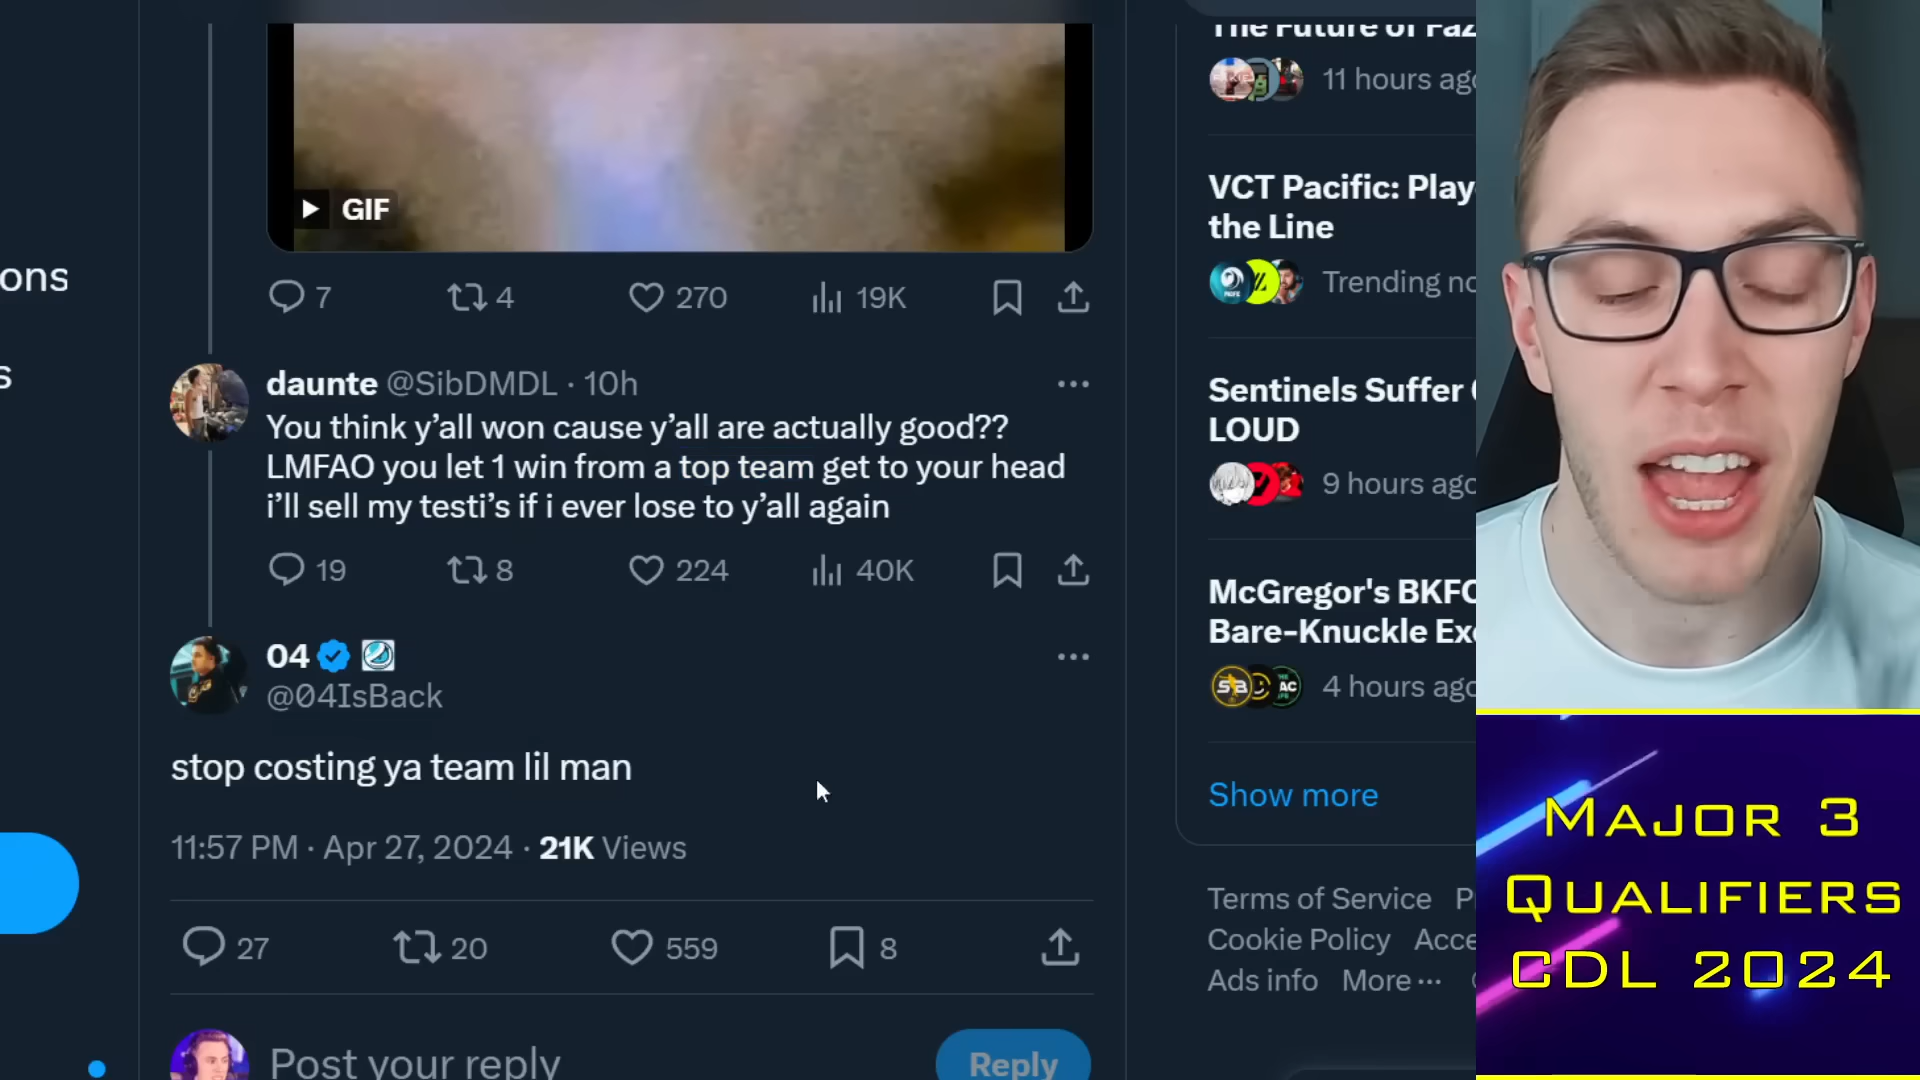 GIF
7 4 270 19K
daunte @SibDMDL · 10h
You think y’all won cause y’all are actually good??
LMFAO you let 1 win from a top team get to your head
i’ll sell my testi’s if i ever lose to y’all again
19 8 224 40K
04
@04IsBack
stop costing ya team lil man
11:57 PM · Apr 27, 2024 · 21K Views
27 20 559 8
Post your reply
Reply
ons
s
The Future of Faz
11 hours ago
VCT Pacific: Play
the Line
Trending no
Sentinels Suffer
LOUD
9 hours ago
McGregor's BKFC
Bare-Knuckle Ex
4 hours ago
Show more
Terms of Service P
Cookie Policy Acce
Ads info More ···
MAJOR 3
QUALIFIERS
CDL 2024